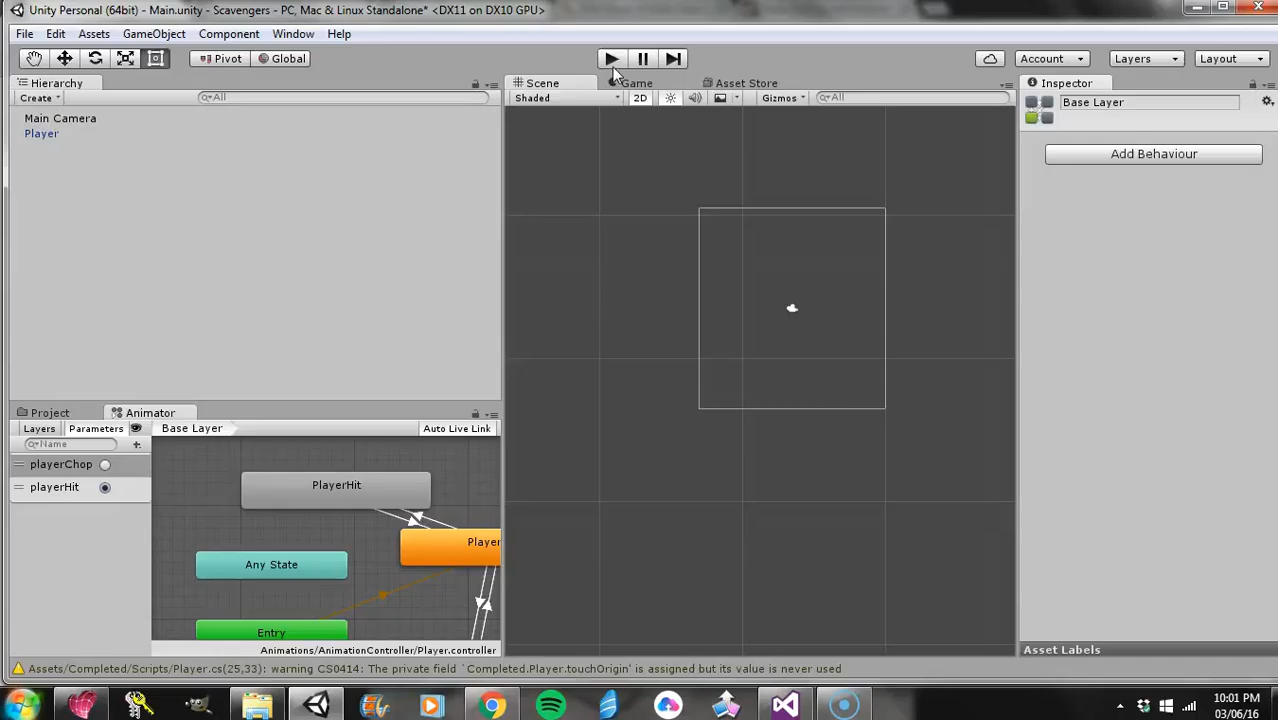 Unity Personal (64bit) - Main.unity - Scavengers - PC, Mac & Linux Standalone* <DX11 on DX10 GPU>
File Edit Assets GameObject Component Window Help
Pivot Global Account Layers Layout
Hierarchy Scene Game Asset Store Inspector
Create All Shaded 2D Gizmos All Base Layer
Main Camera
Player
Add Behaviour
Project Animator
Layers Parameters Base Layer Auto Live Link
Name
playerChop
playerHit
PlayerHit
Player
Any State
Entry
Animations/AnimationController/Player.controller
Asset Labels
Assets/Completed/Scripts/Player.cs(25,33): warning CS0414: The private field `Completed.Player.touchOrigin' is assigned but its value is never used
10:01 PM
03/06/16